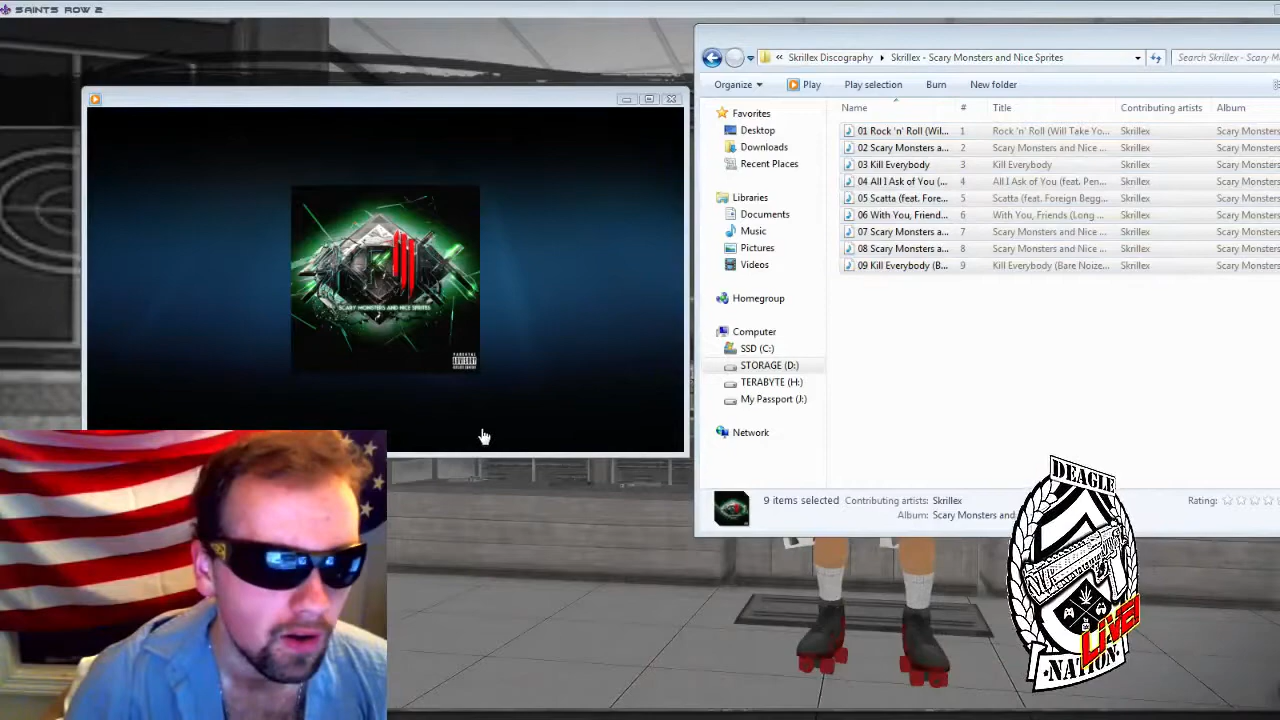 SAINTS ROW 2
« Skrillex Discography ▸ Skrillex - Scary Monsters and Nice Sprites
Search Skrillex - Scary M
Organize Play Play selection Burn New folder
Name # Title Contributing artists Album
Favorites
Desktop
Downloads
Recent Places
Libraries
Documents
Music
Pictures
Videos
Homegroup
Computer
SSD (C:)
STORAGE (D:)
TERABYTE (H:)
My Passport (J:)
Network
01 Rock 'n' Roll (Wil... 1 Rock 'n' Roll (Will Take Yo... Skrillex Scary Monsters
02 Scary Monsters a... 2 Scary Monsters and Nice ... Skrillex Scary Monsters
03 Kill Everybody 3 Kill Everybody Skrillex Scary Monsters
04 All I Ask of You (... 4 All I Ask of You (feat. Pen... Skrillex Scary Monsters
05 Scatta (feat. Fore... 5 Scatta (feat. Foreign Begg... Skrillex Scary Monsters
06 With You, Friend... 6 With You, Friends (Long ... Skrillex Scary Monsters
07 Scary Monsters a... 7 Scary Monsters and Nice ... Skrillex Scary Monsters
08 Scary Monsters a... 8 Scary Monsters and Nice ... Skrillex Scary Monsters
09 Kill Everybody (B... 9 Kill Everybody (Bare Noize... Skrillex Scary Monsters
SCARY MONSTERS AND NICE SPRITES
PARENTAL
ADVISORY
9 items selected Contributing artists: Skrillex
Album: Scary Monsters and
Rating:
DEAGLE
LIVE!
NATION